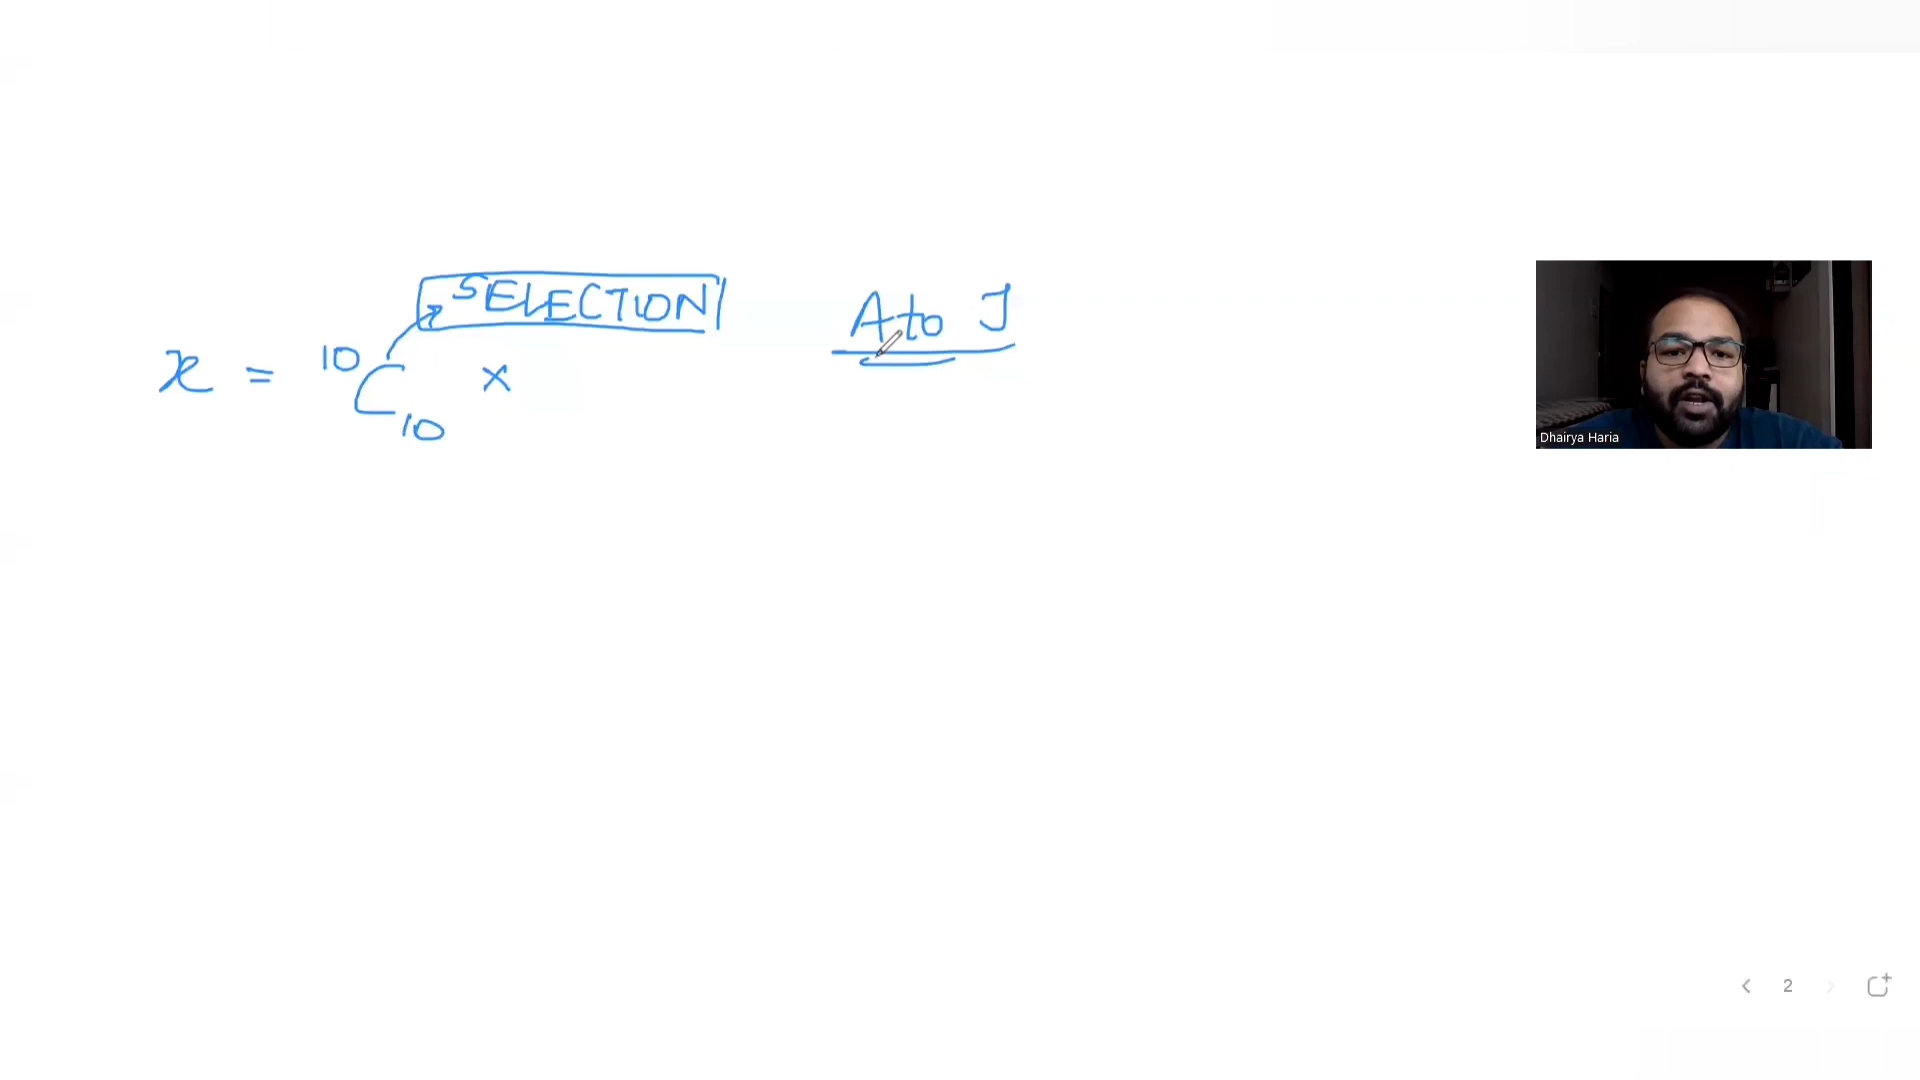 SELECTION
A to J
x = ¹⁰C₁₀ ×
Dhairya Haria
2